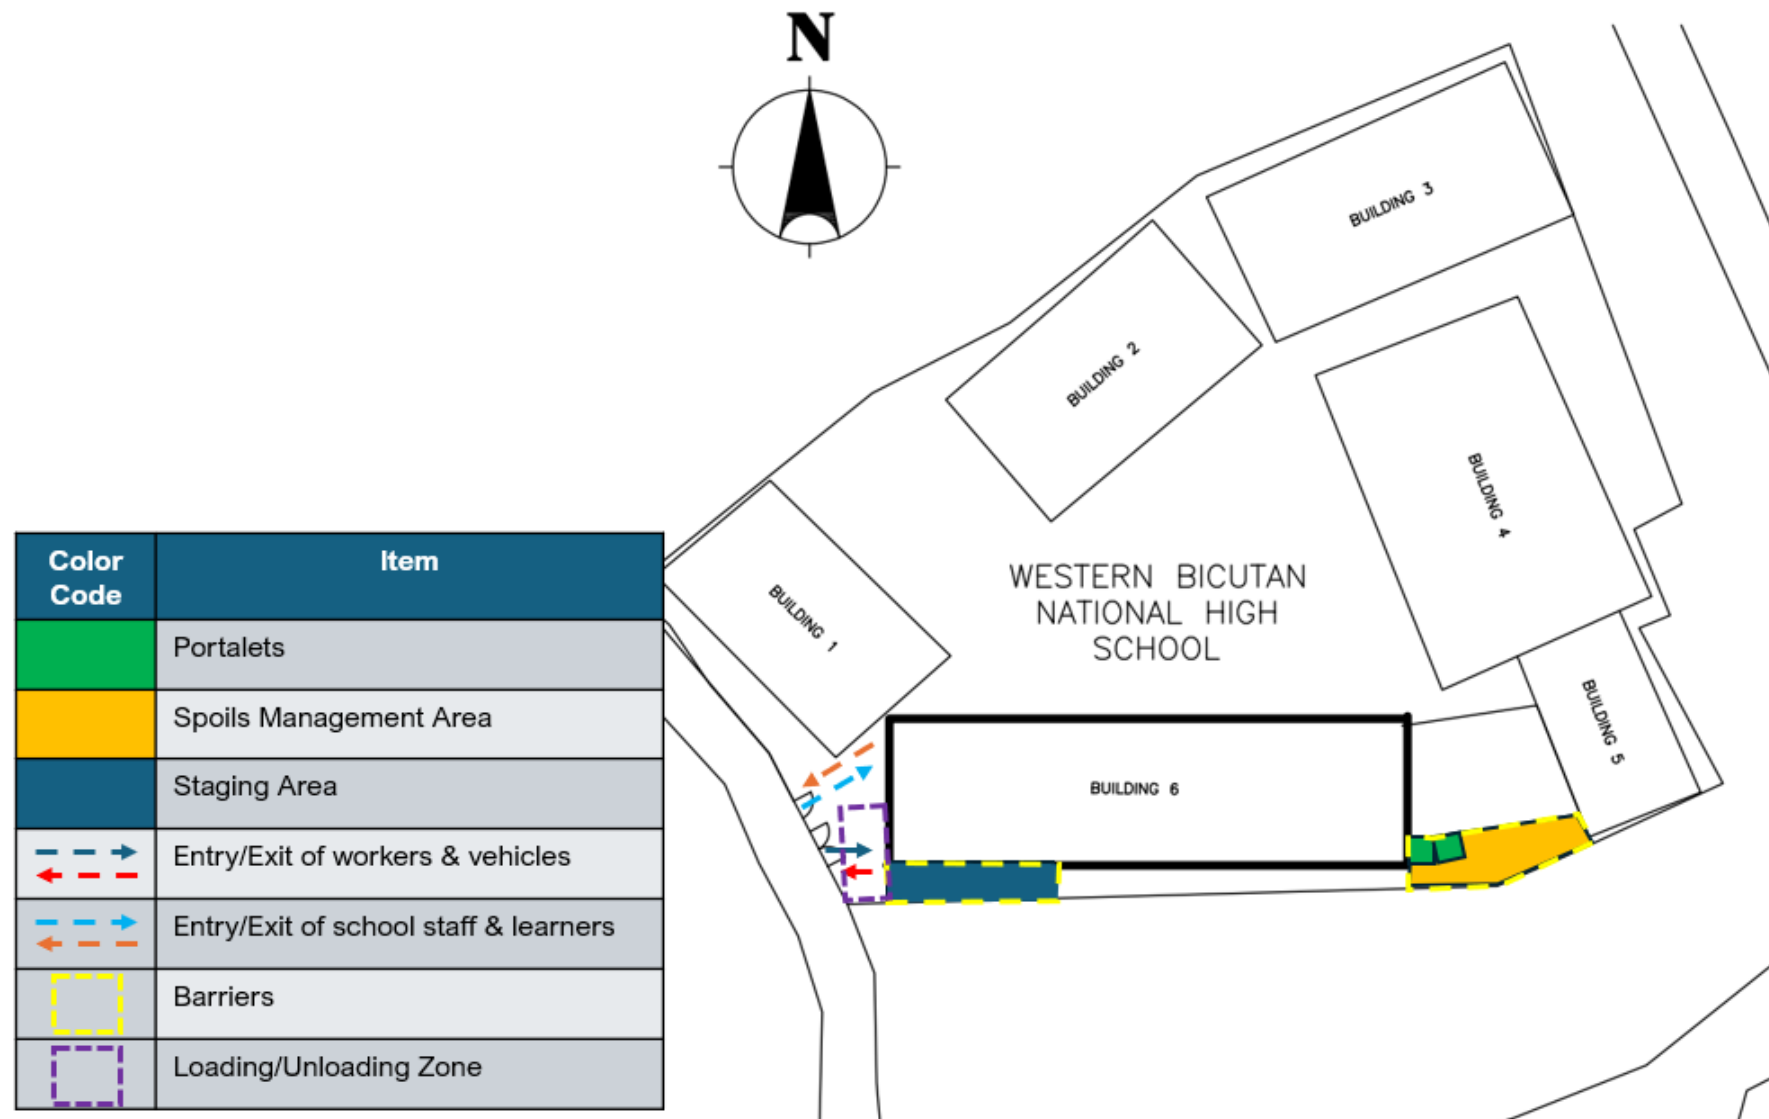 N
BUILDING 3
BUILDING 2
BUILDING 4
BUILDING 1
WESTERN BICUTAN
NATIONAL HIGH
SCHOOL
BUILDING 5
BUILDING 6
Color
Code
Item
Portalets
Spoils Management Area
Staging Area
Entry/Exit of workers & vehicles
Entry/Exit of school staff & learners
Barriers
Loading/Unloading Zone